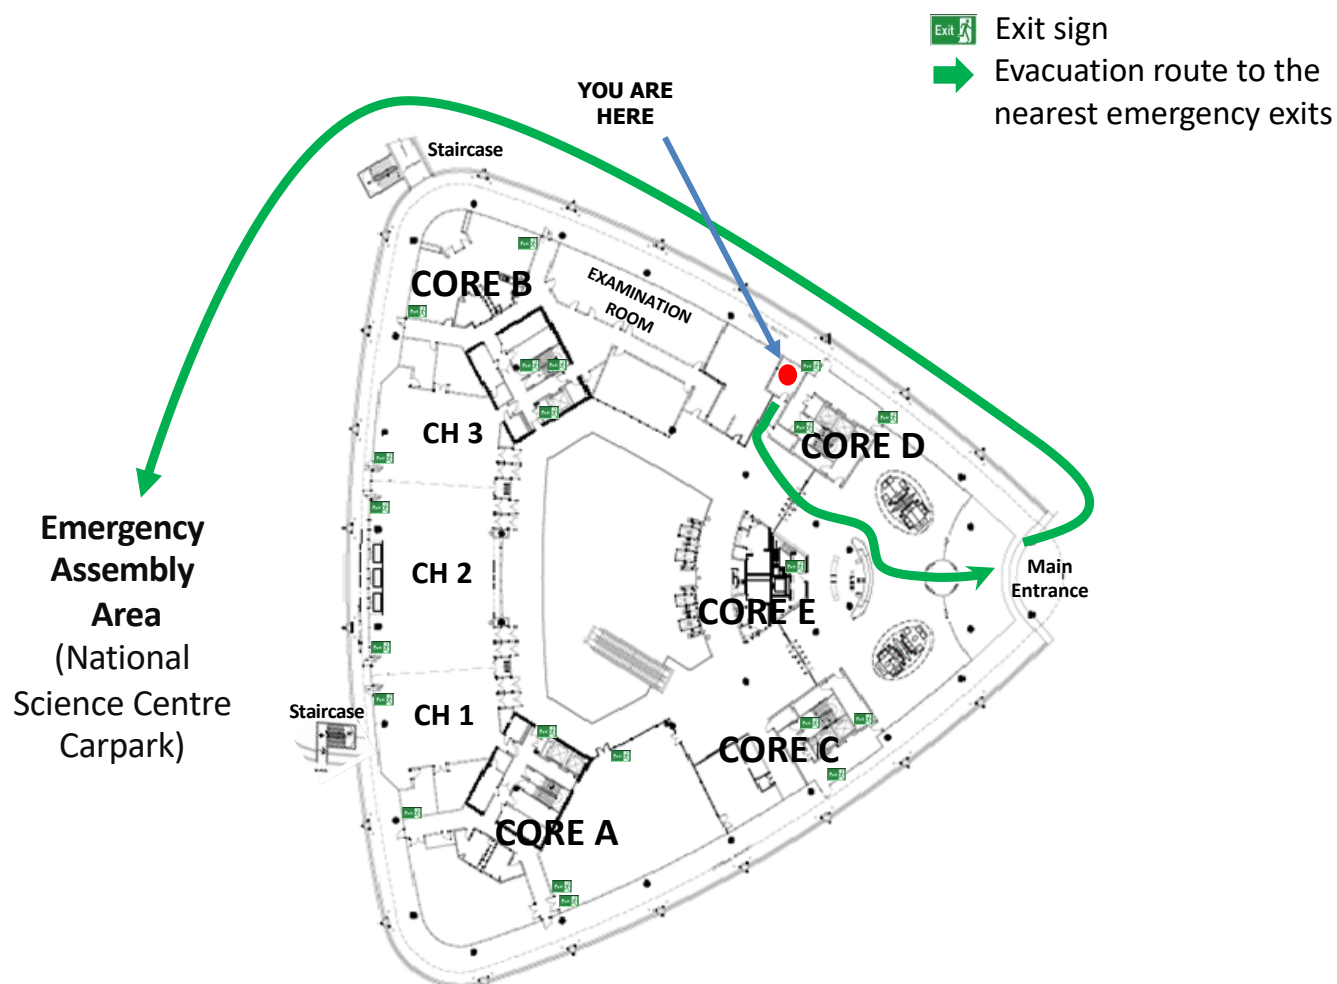 Exit
Exit sign
Evacuation route to the
nearest emergency exits
YOU ARE
HERE
Staircase
CORE B
EXAMINATION
ROOM
CH 3
CORE D
Emergency
Assembly
Area
(National
Science Centre
Carpark)
CH 2
Main
Entrance
CORE E
Staircase
CH 1
CORE C
CORE A